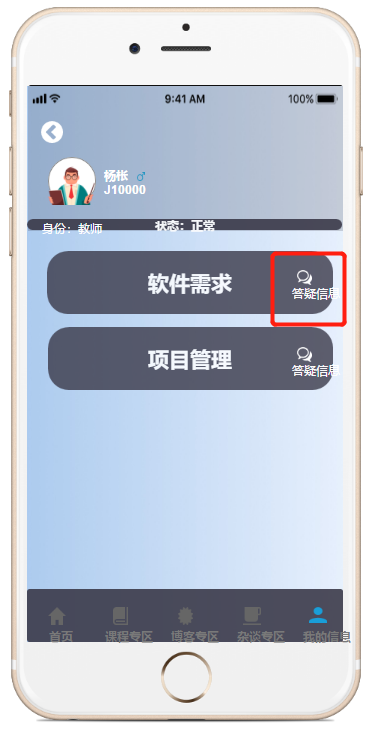 9:41 AM 100%
杨枨 ♂
J10000
身份：教师 状态：正常
软件需求
答疑信息
项目管理
答疑信息
首页 课程专区 博客专区 杂谈专区 我的信息